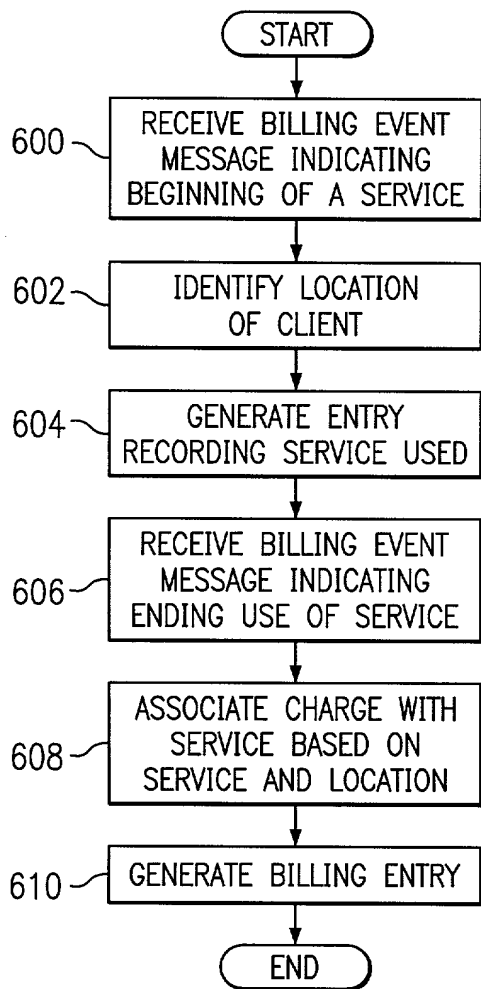 START
600
RECEIVE BILLING EVENT
MESSAGE INDICATING
BEGINNING OF A SERVICE
602
IDENTIFY LOCATION
OF CLIENT
604
GENERATE ENTRY
RECORDING SERVICE USED
606
RECEIVE BILLING EVENT
MESSAGE INDICATING
ENDING USE OF SERVICE
608
ASSOCIATE CHARGE WITH
SERVICE BASED ON
SERVICE AND LOCATION
610
GENERATE BILLING ENTRY
END